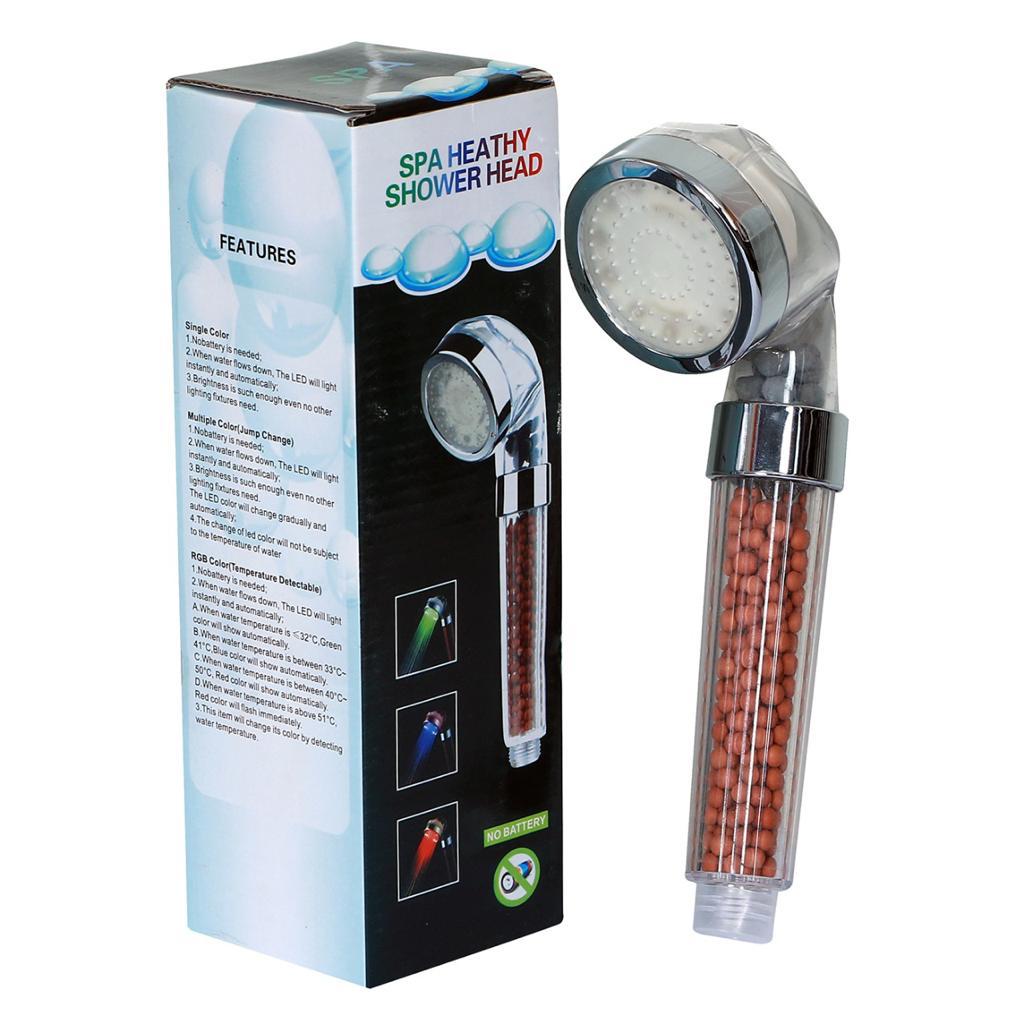 SPA
SPA HEATHY
SHOWER HEAD
FEATURES
Single Color
1.Nobattery is needed;
2.When water flows down, The LED will light
instantly and automatically;
3.Brightness is such enough even no other
lighting fixtures need.
Multiple Color(Jump Change)
1.Nobattery is needed;
2.When water flows down, The LED will light
instantly and automatically;
3.Brightness is such enough even no other
lighting fixtures need.
The LED color will change gradually and
automatically;
4.The change of led color will not be subject
to the temperature of water
RGB Color(Temperature Detectable)
1.Nobattery is needed;
2.When water flows down, The LED will light
instantly and automatically;
A.When water temperature is ≤32°C,Green
color will show automatically.
B.When water temperature is between 33°C~
41°C,Blue color will show automatically.
C.When water temperature is between 40°C~
50°C, Red color will show automatically.
D.When water temperature is above 51°C,
Red color will flash immediately.
3.This item will change its color by detecting
water temperature.
NO BATTERY